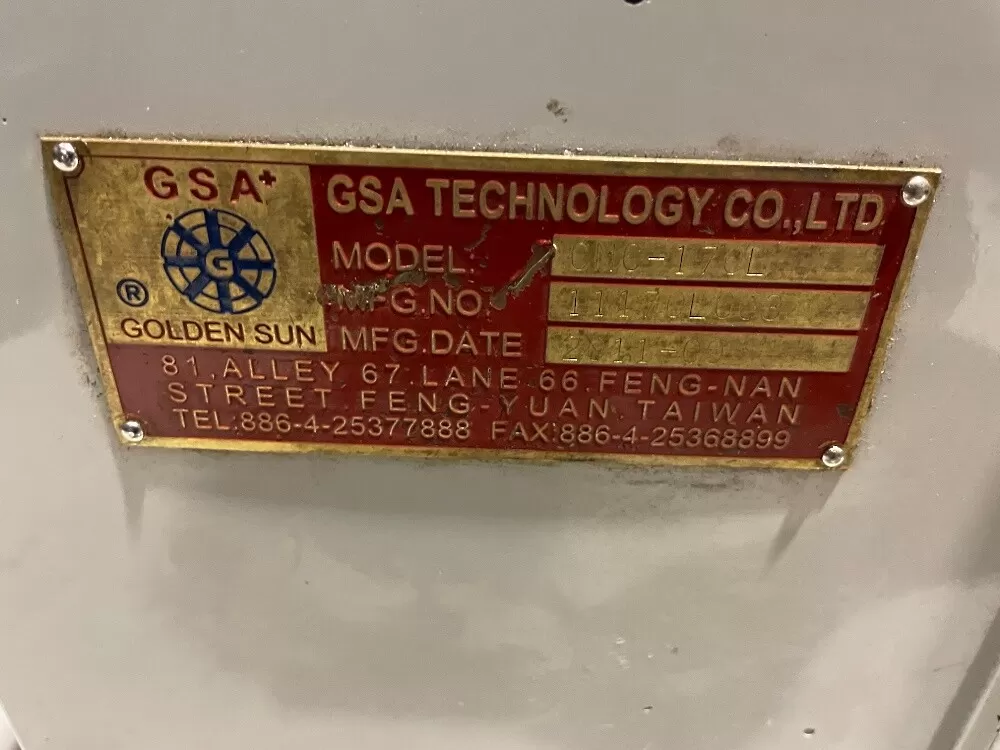 GSA+
G
®
GOLDEN SUN
GSA TECHNOLOGY CO.,LTD
MODEL.
MFG.NO.
MFG.DATE
81,ALLEY 67.LANE 66.FENG-NAN
STREET.FENG-YUAN.TAIWAN
TEL:886-4-25377888 FAX:886-4-25368899